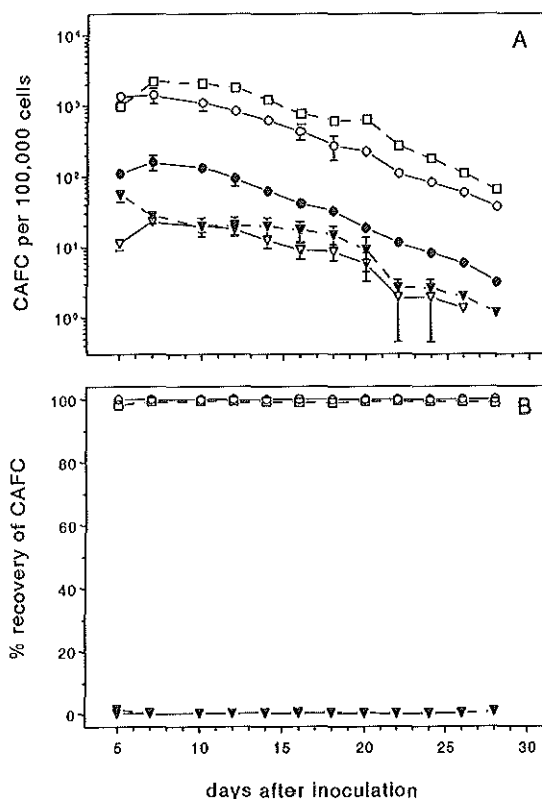 A
10⁴
10³
10²
10¹
10⁰
CAFC per 100,000 cells
B
100
80
60
40
20
0
% recovery of CAFC
5 10 15 20 25 30
days after inoculation